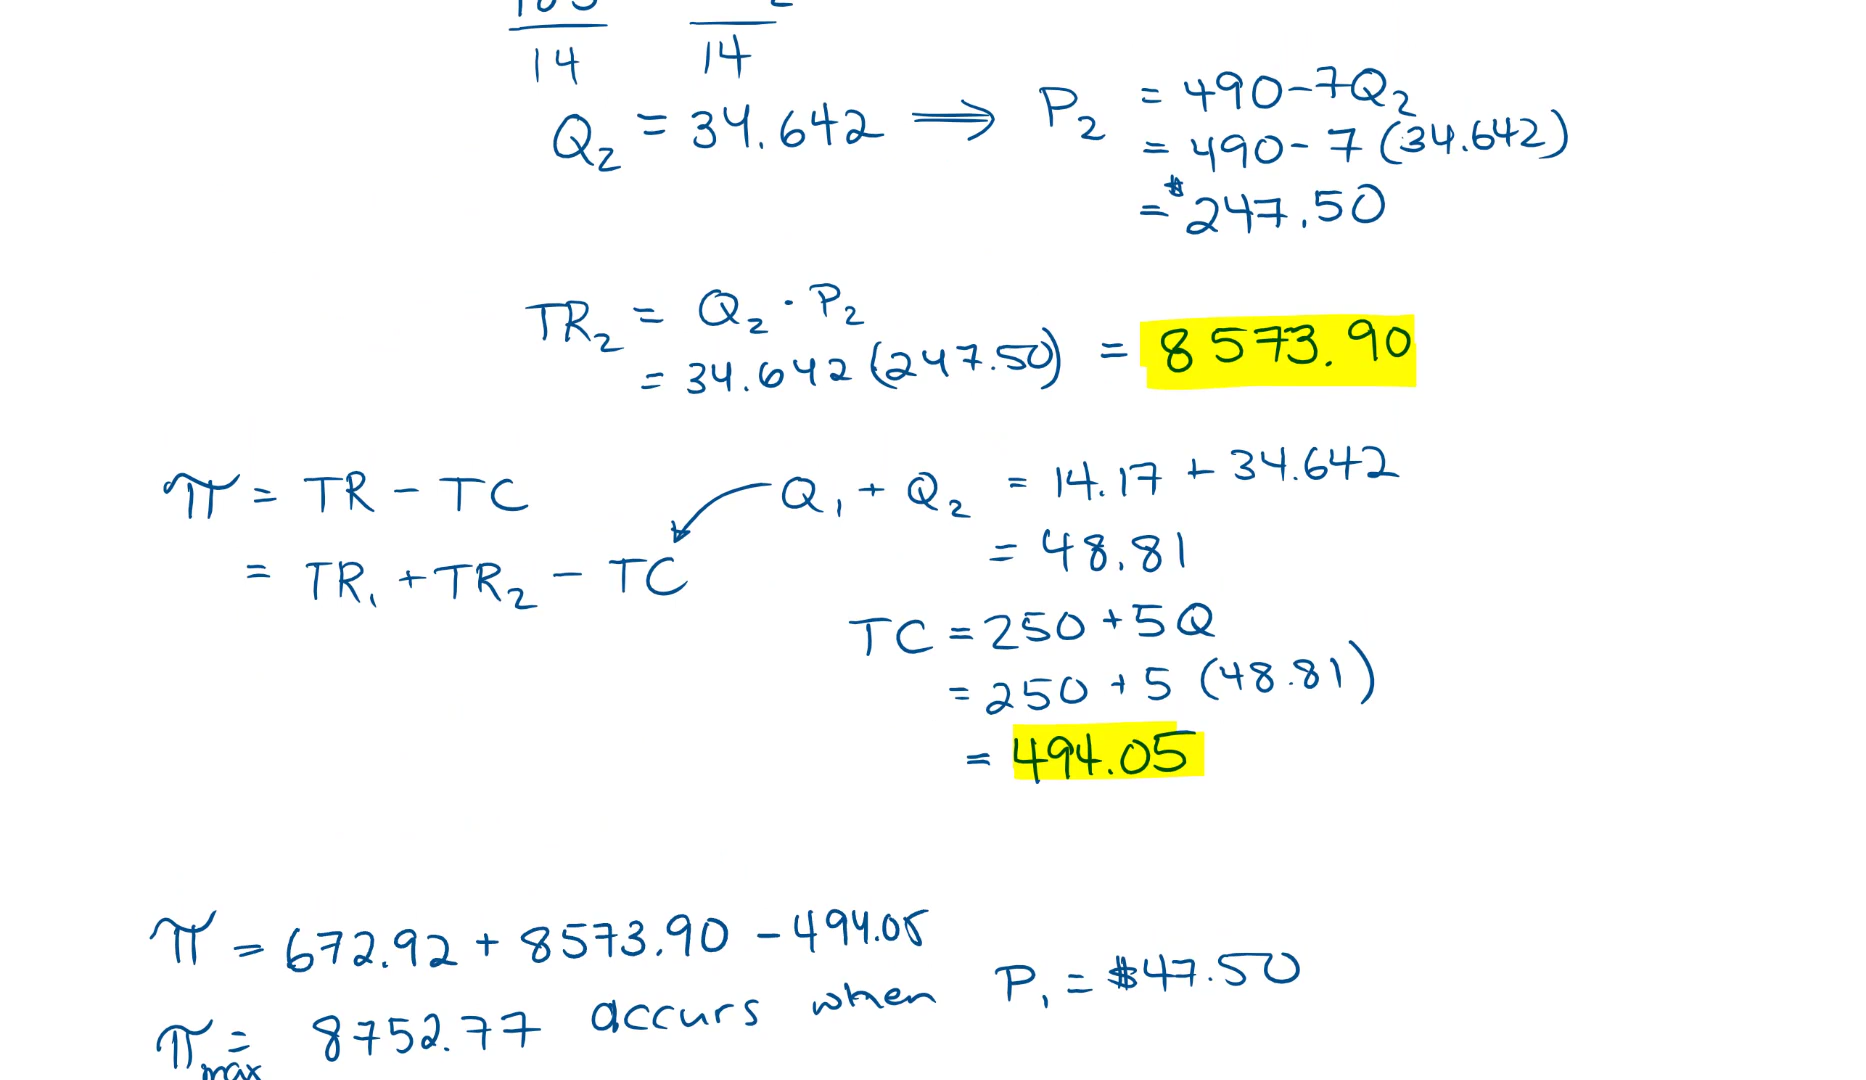 14 14
Q₂ = 34.642 ⟹ P₂ = 490-7Q₂
= 490 - 7 (34.642)
= $247.50
TR₂ = Q₂ · P₂
= 34.642 (247.50) = 8573.90
π = TR - TC
= TR₁ + TR₂ - TC
Q₁ + Q₂ = 14.17 + 34.642
= 48.81
TC = 250 + 5Q
= 250 + 5 (48.81)
= 494.05
π = 672.92 + 8573.90 - 494.05
πmax = 8752.77 accurs when P₁ = $47.50